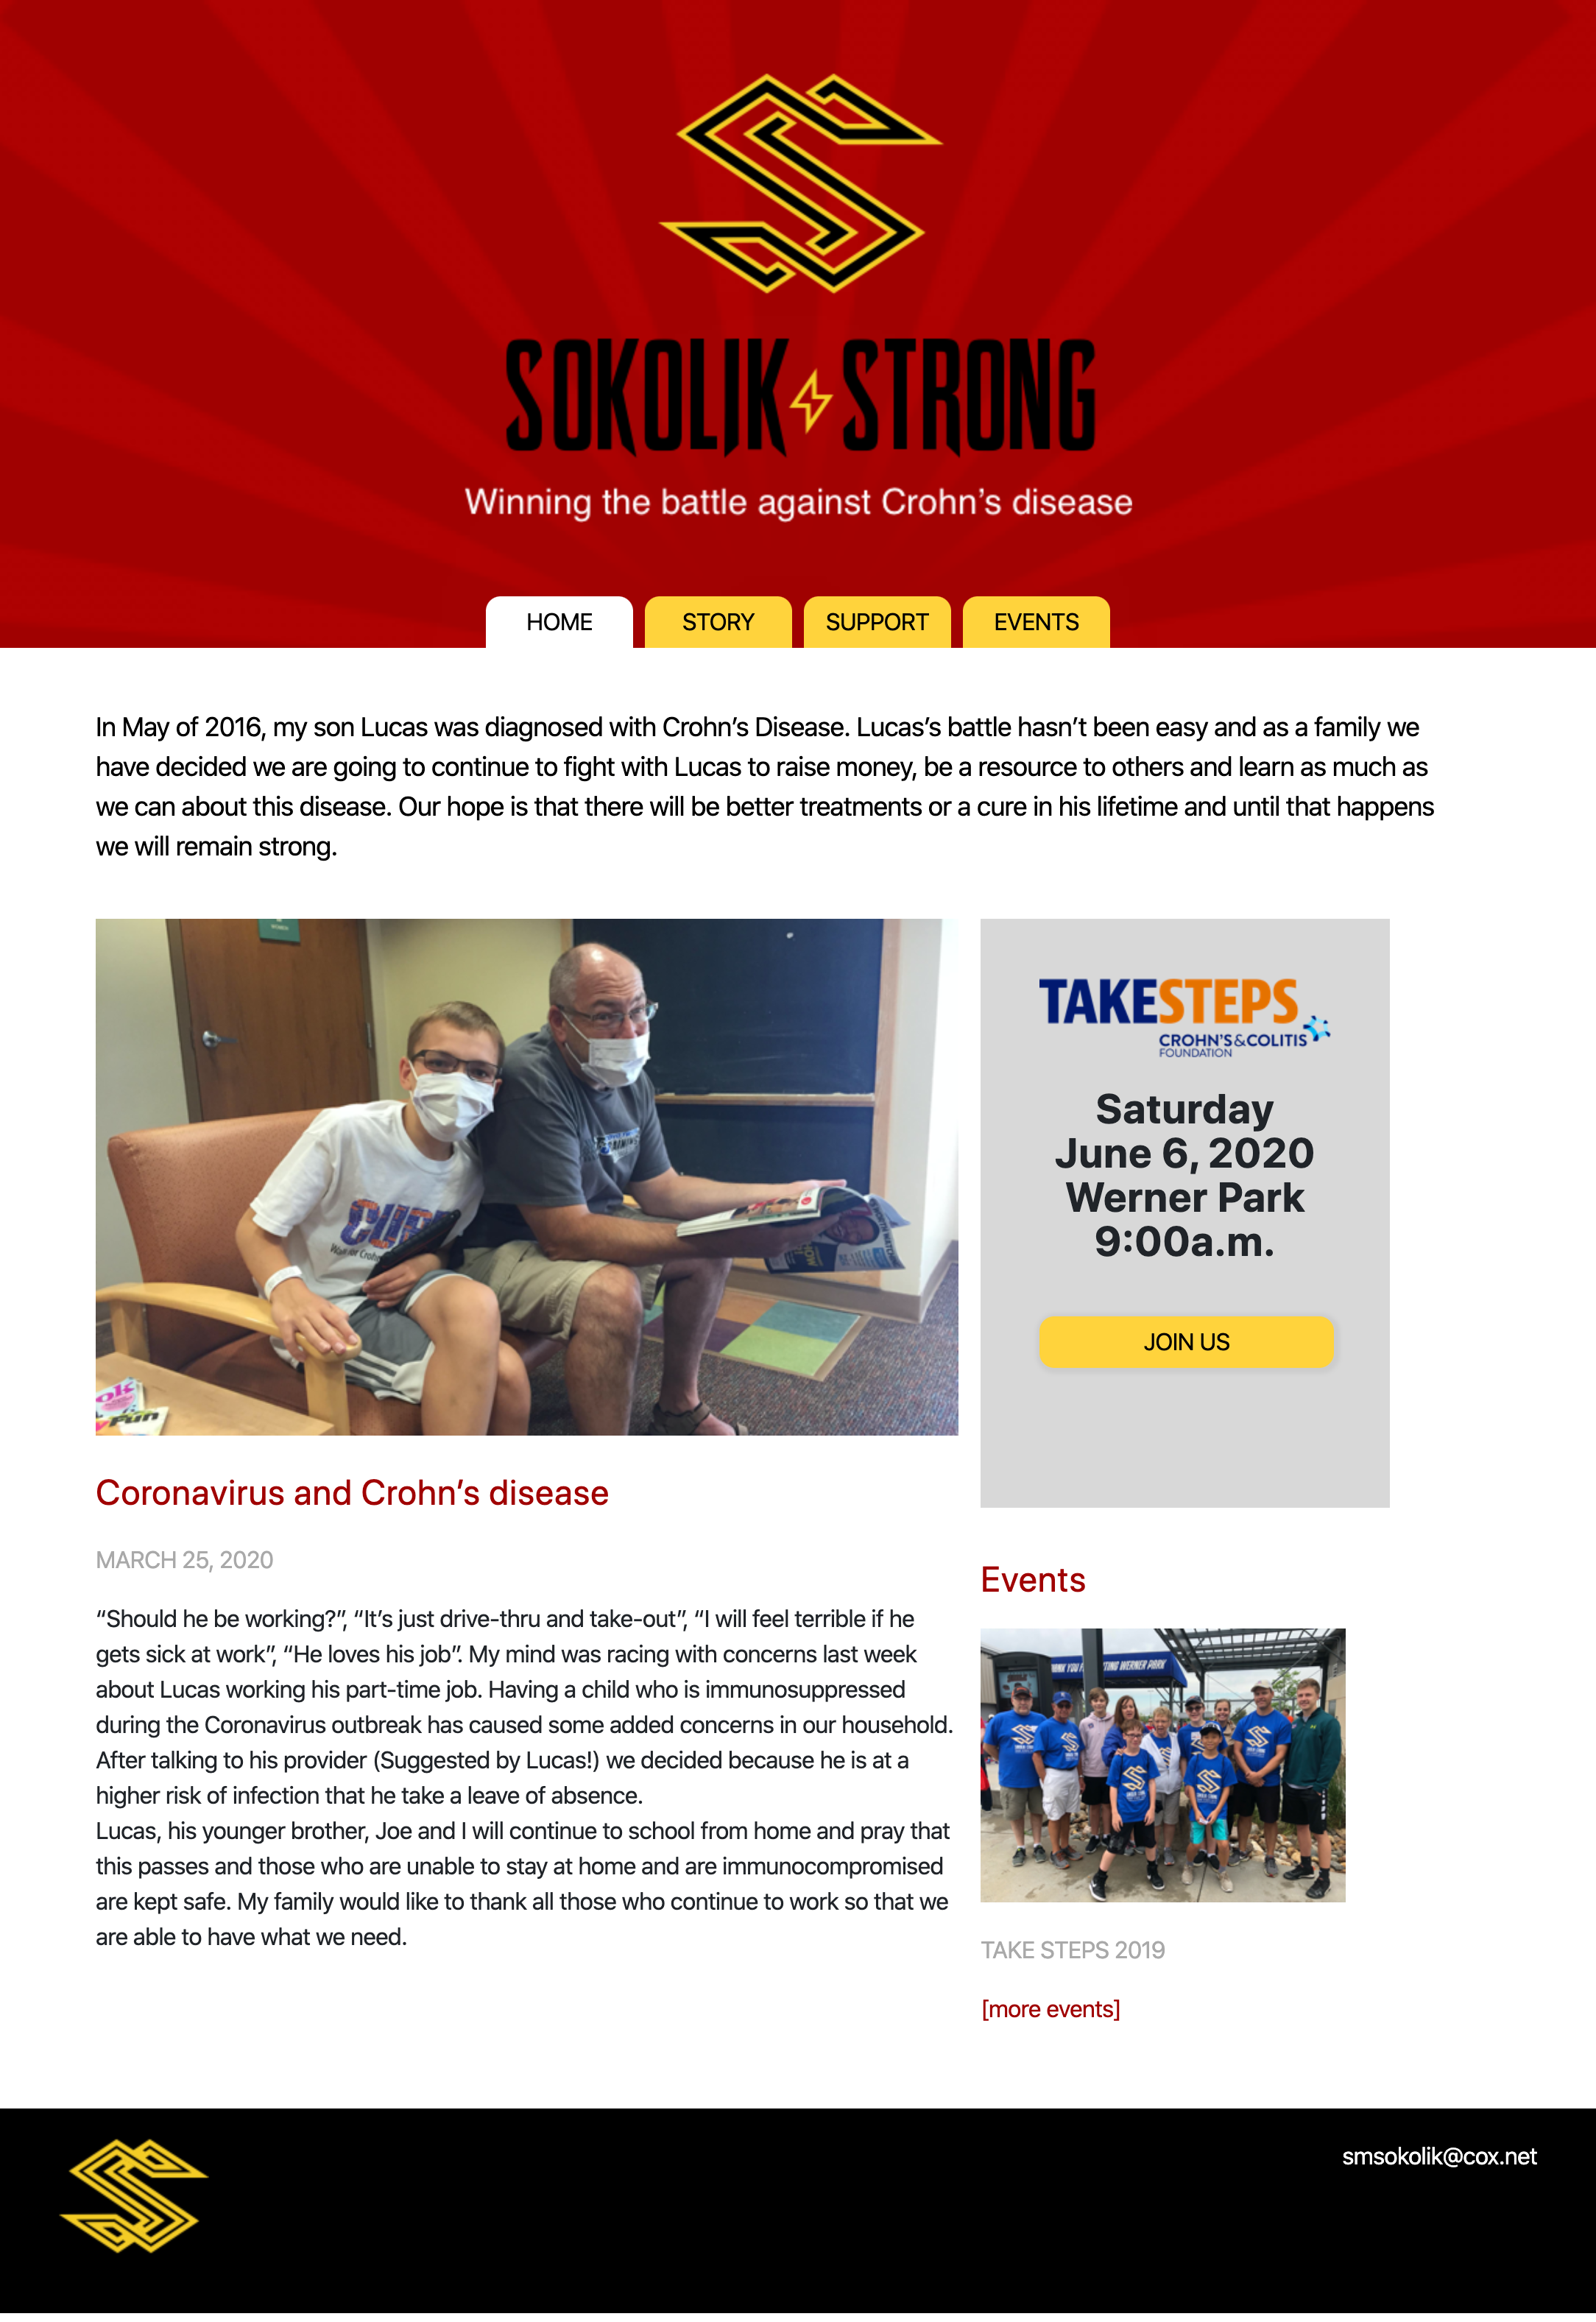 SOKOLIK STRONG
Winning the battle against Crohn’s disease
HOME
STORY
SUPPORT
EVENTS
In May of 2016, my son Lucas was diagnosed with Crohn’s Disease. Lucas’s battle hasn’t been easy and as a family we
have decided we are going to continue to fight with Lucas to raise money, be a resource to others and learn as much as
we can about this disease. Our hope is that there will be better treatments or a cure in his lifetime and until that happens
we will remain strong.
TAKESTEPS
CROHN’S&COLITIS
FOUNDATION
Saturday
June 6, 2020
Werner Park
9:00a.m.
JOIN US
Coronavirus and Crohn’s disease
MARCH 25, 2020
“Should he be working?”, “It’s just drive-thru and take-out”, “I will feel terrible if he
gets sick at work”, “He loves his job”. My mind was racing with concerns last week
about Lucas working his part-time job. Having a child who is immunosuppressed
during the Coronavirus outbreak has caused some added concerns in our household.
After talking to his provider (Suggested by Lucas!) we decided because he is at a
higher risk of infection that he take a leave of absence.
Lucas, his younger brother, Joe and I will continue to school from home and pray that
this passes and those who are unable to stay at home and are immunocompromised
are kept safe. My family would like to thank all those who continue to work so that we
are able to have what we need.
Events
WERNER PARK
TAKE STEPS 2019
[more events]
smsokolik@cox.net